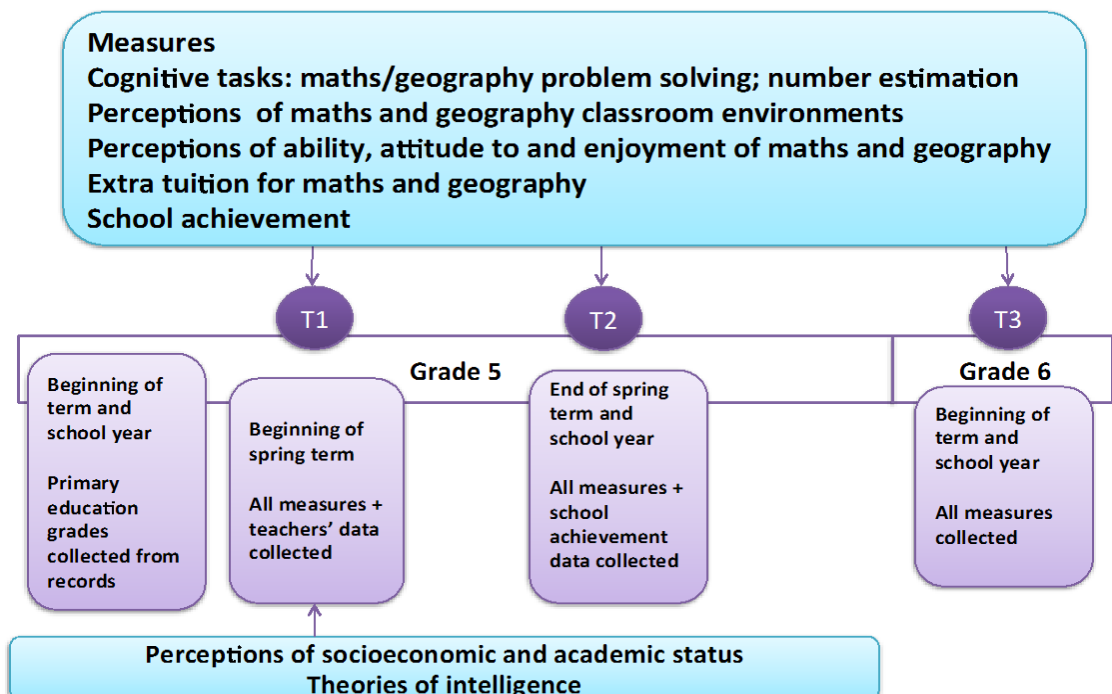 Measures
Cognitive tasks: maths/geography problem solving; number estimation
Perceptions of maths and geography classroom environments
Perceptions of ability, attitude to and enjoyment of maths and geography
Extra tuition for maths and geography
School achievement
T1
T2
T3
Grade 5
Grade 6
Beginning of
term and
school year
Primary
education
grades
collected from
records
Beginning of
spring term
All measures +
teachers’ data
collected
End of spring
term and
school year
All measures +
school
achievement
data collected
Beginning of
term and
school year
All measures
collected
Perceptions of socioeconomic and academic status
Theories of intelligence